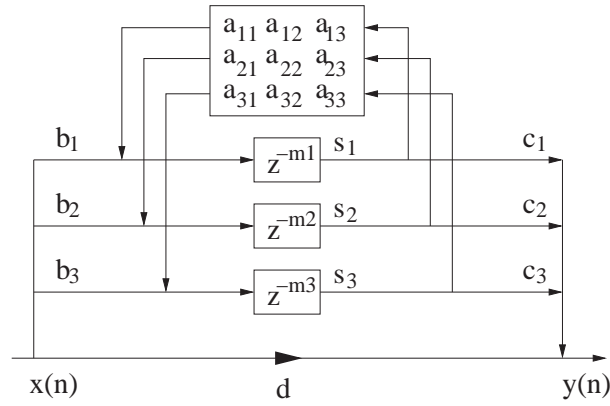 a11 a12 a13
a21 a22 a23
a31 a32 a33
b1 z−m1 s1 c1
b2 z−m2 s2 c2
b3 z−m3 s3 c3
x(n) d y(n)